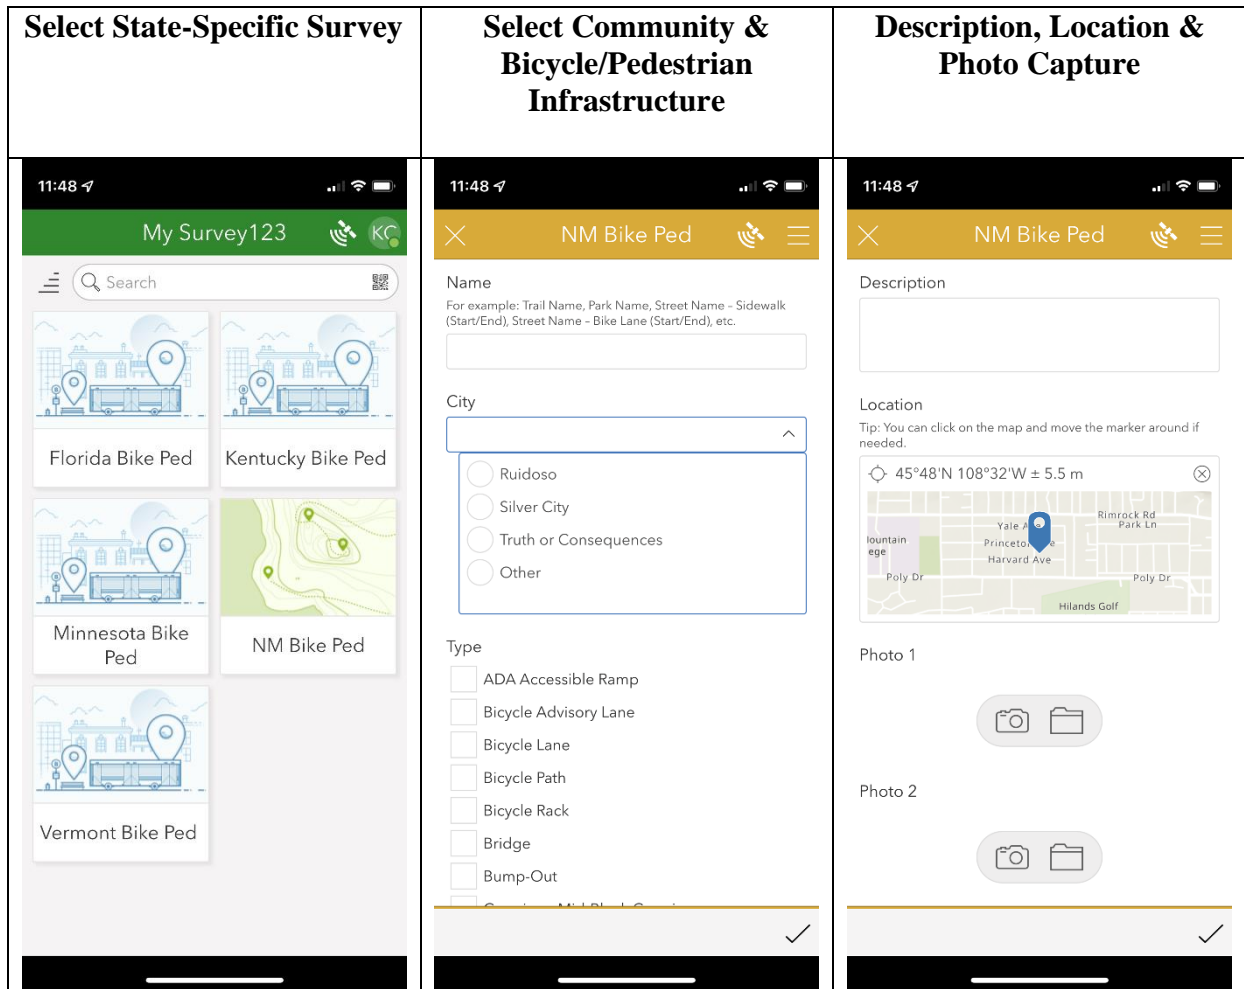 Select State-Specific Survey
Select Community &
Bicycle/Pedestrian
Infrastructure
Description, Location &
Photo Capture
11:48
My Survey123
KC
Search
Florida Bike Ped
Kentucky Bike Ped
Minnesota Bike
Ped
NM Bike Ped
Vermont Bike Ped
11:48
NM Bike Ped
Name
For example: Trail Name, Park Name, Street Name – Sidewalk
(Start/End), Street Name – Bike Lane (Start/End), etc.
City
Ruidoso
Silver City
Truth or Consequences
Other
Type
ADA Accessible Ramp
Bicycle Advisory Lane
Bicycle Lane
Bicycle Path
Bicycle Rack
Bridge
Bump-Out
11:48
NM Bike Ped
Description
Location
Tip: You can click on the map and move the marker around if
needed.
45°48'N 108°32'W ± 5.5 m
Rimrock Rd
Park Ln
Yale
Harvard Ave
Poly Dr
Poly Dr
Hilands Golf
Photo 1
Photo 2